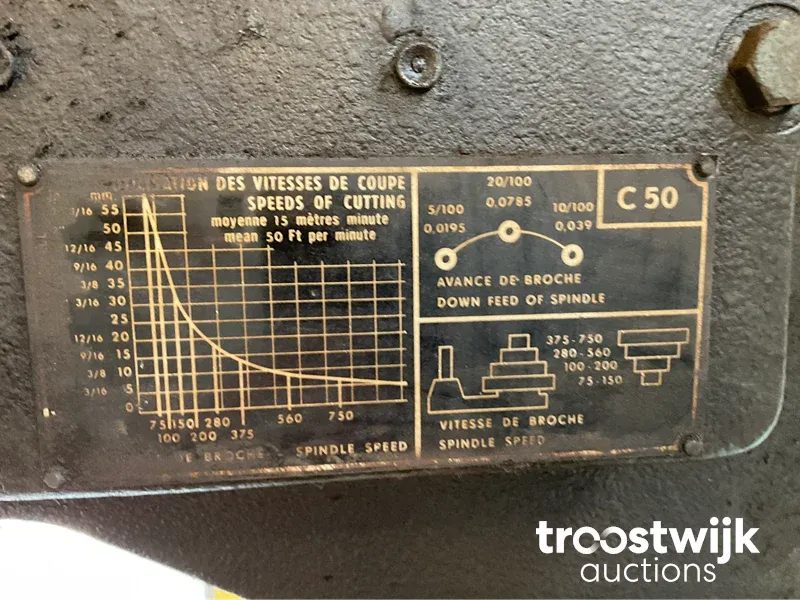 DES VITESSES DE COUPE
SPEEDS OF CUTTING
moyenne 15 mètres minute
mean 50 Ft per minute
mm
1/16 55
50
12/16 45
9/16 40
3/8 35
3/16 30
25
12/16 20
9/16 15
3/8 10
3/16 5
0
75 150 280 560 750
100 200 375
E BROCHE - SPINDLE SPEED
20/100
5/100 0,0785 10/100
0,0195 0,039
C 50
AVANCE DE BROCHE
DOWN FEED OF SPINDLE
375-750
280-560
100-200
75-150
VITESSE DE BROCHE
SPINDLE SPEED
troostwijk
auctions